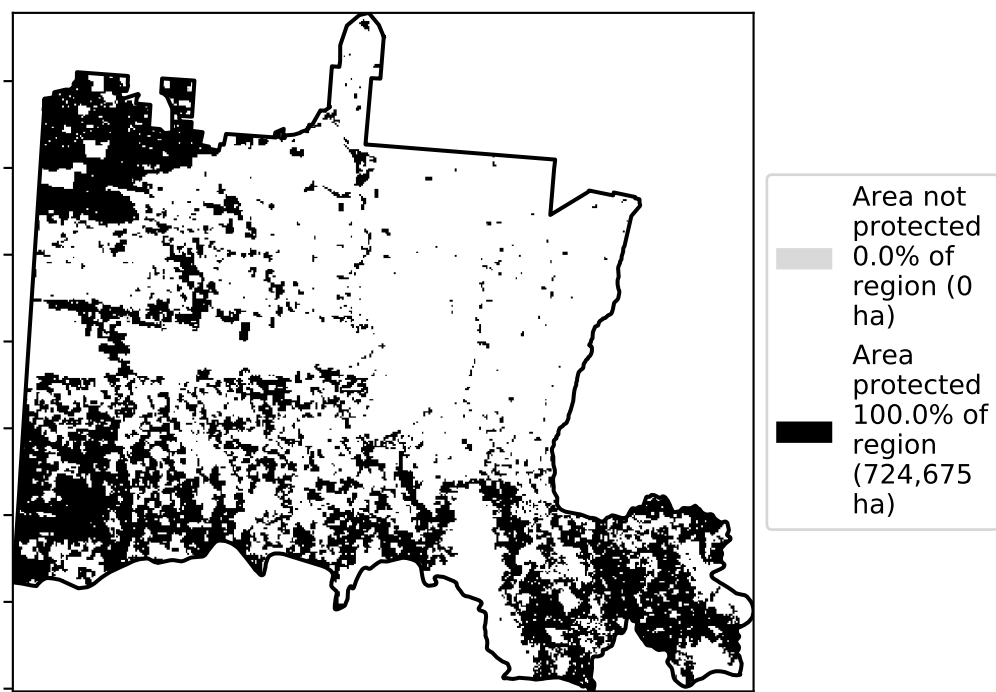 Area not
protected
0.0% of
region (0
ha)
Area
protected
100.0% of
region
(724,675
ha)